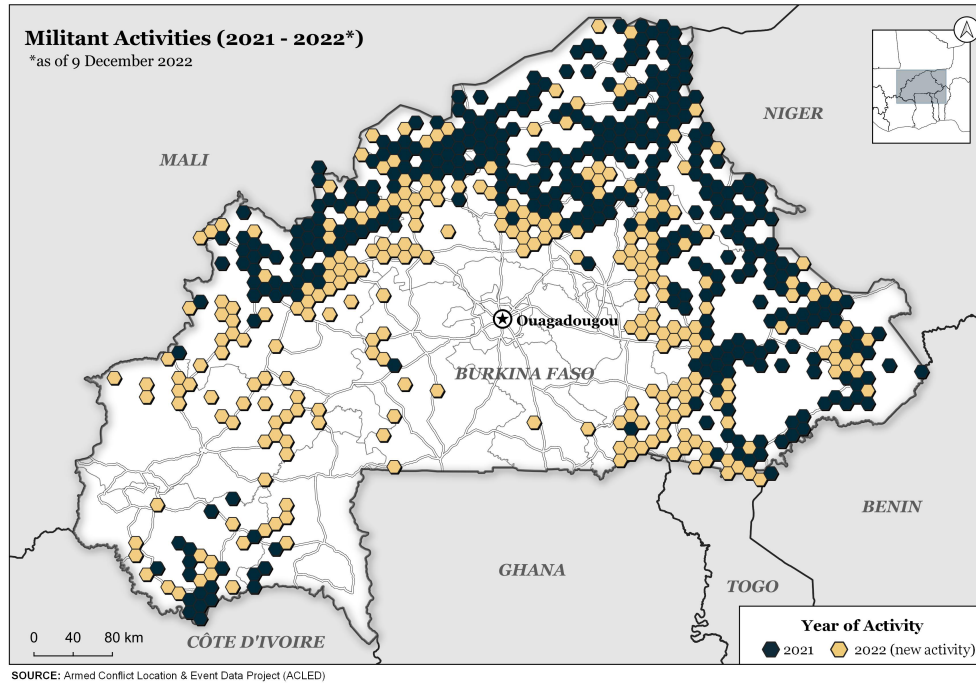 Militant Activities (2021 - 2022*)
*as of 9 December 2022
NIGER
MALI
Ouagadougou
BURKINA FASO
BENIN
GHANA
TOGO
CÔTE D'IVOIRE
0 40 80 km
Year of Activity
2021 2022 (new activity)
SOURCE: Armed Conflict Location & Event Data Project (ACLED)